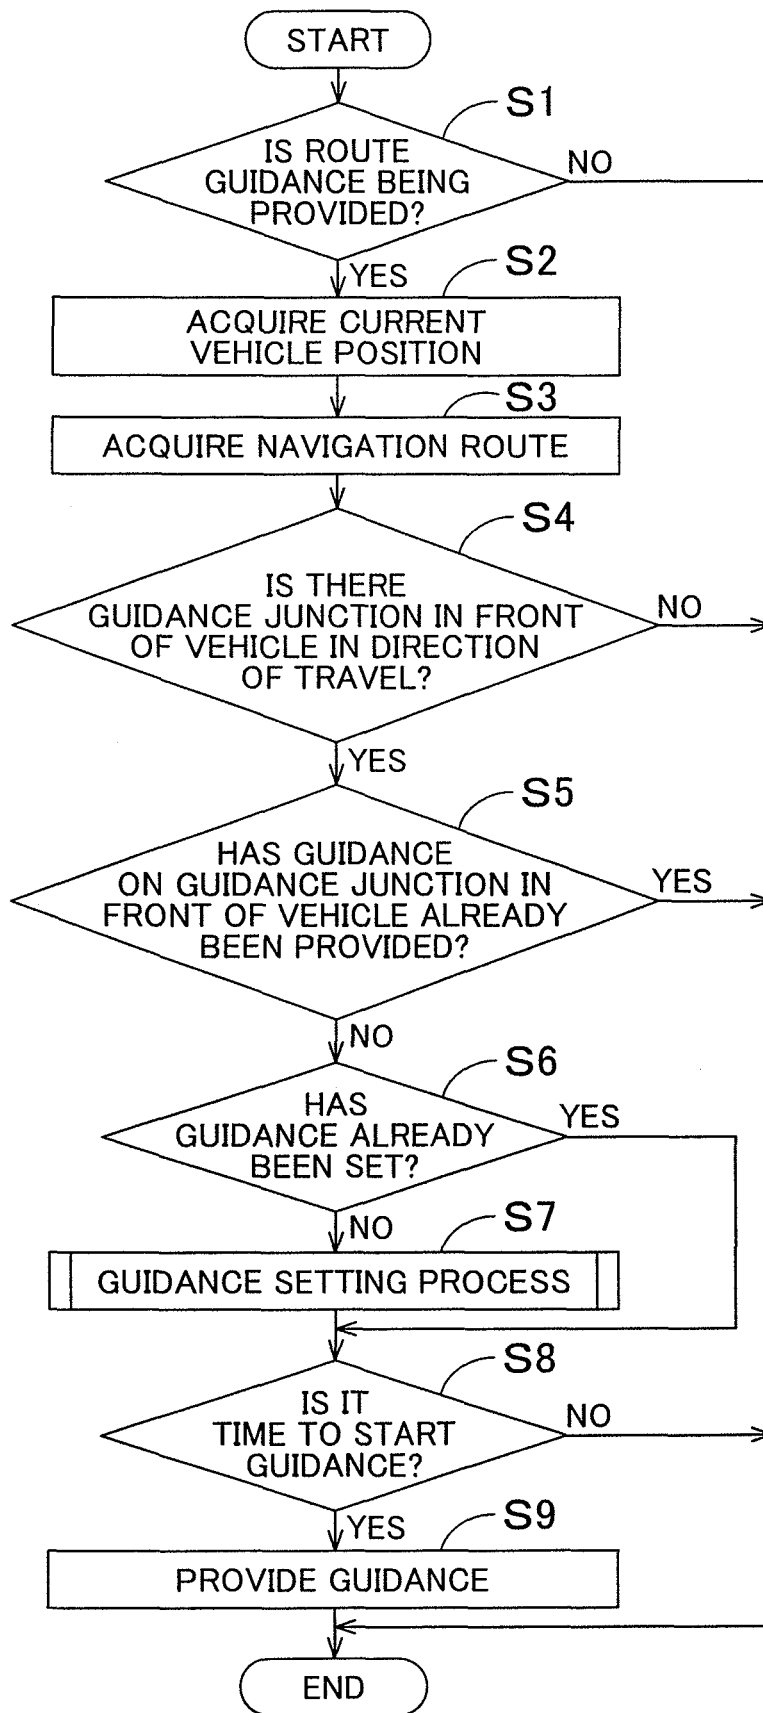 START
S1
IS ROUTE
GUIDANCE BEING
PROVIDED?
NO
YES
S2
ACQUIRE CURRENT
VEHICLE POSITION
S3
ACQUIRE NAVIGATION ROUTE
S4
IS THERE
GUIDANCE JUNCTION IN FRONT
OF VEHICLE IN DIRECTION
OF TRAVEL?
NO
YES
S5
HAS GUIDANCE
ON GUIDANCE JUNCTION IN
FRONT OF VEHICLE ALREADY
BEEN PROVIDED?
YES
NO
S6
HAS
GUIDANCE ALREADY
BEEN SET?
YES
NO
S7
GUIDANCE SETTING PROCESS
S8
IS IT
TIME TO START
GUIDANCE?
NO
YES
S9
PROVIDE GUIDANCE
END